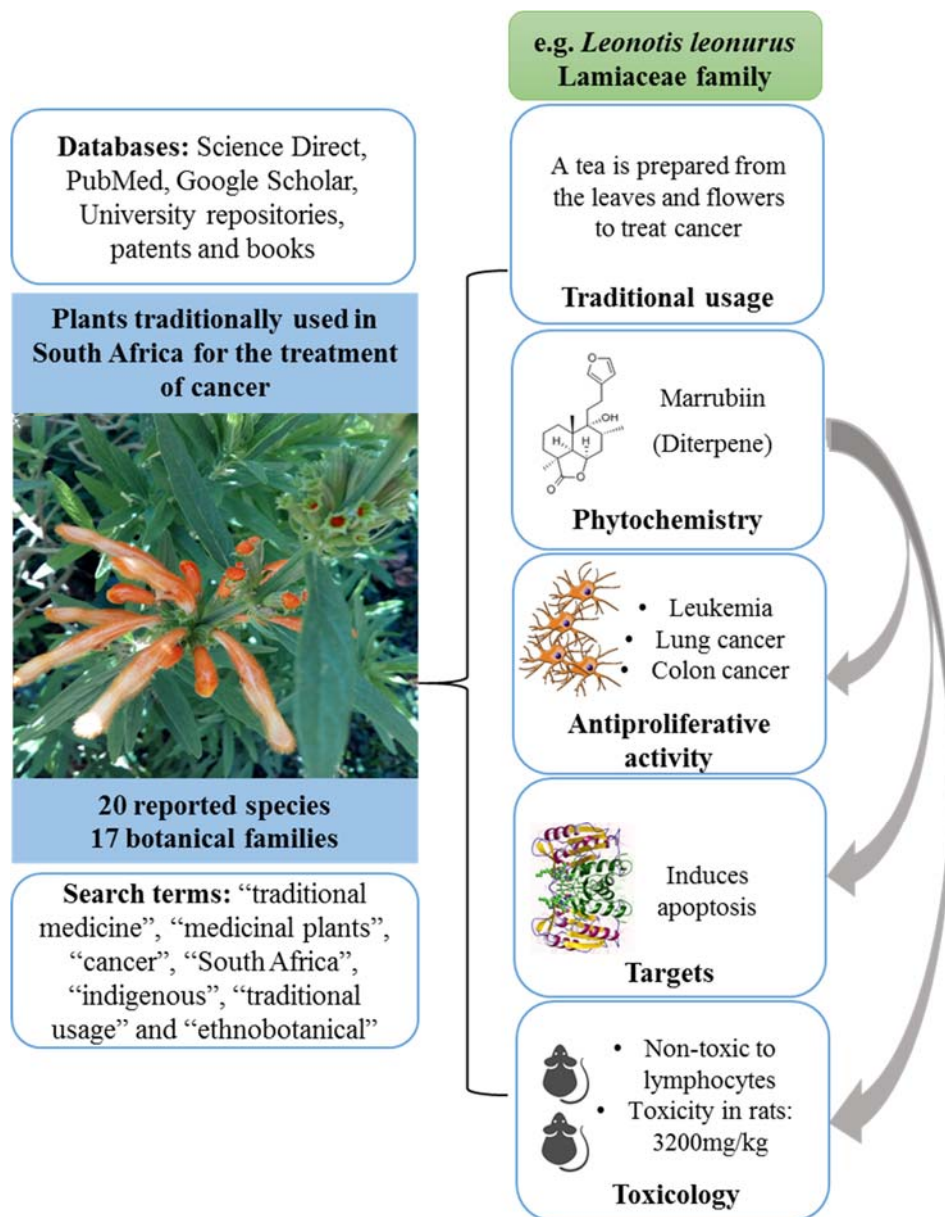 Databases: Science Direct,
PubMed, Google Scholar,
University repositories,
patents and books
Plants traditionally used in
South Africa for the treatment
of cancer
20 reported species
17 botanical families
Search terms: “traditional
medicine”, “medicinal plants”,
“cancer”, “South Africa”,
“indigenous”, “traditional
usage” and “ethnobotanical”
e.g. Leonotis leonurus
Lamiaceae family
A tea is prepared from
the leaves and flowers
to treat cancer
Traditional usage
O
OH
H
H
O
O
Marrubiin
(Diterpene)
Phytochemistry
• Leukemia
• Lung cancer
• Colon cancer
Antiproliferative
activity
Induces
apoptosis
Targets
• Non-toxic to
lymphocytes
• Toxicity in rats:
3200mg/kg
Toxicology